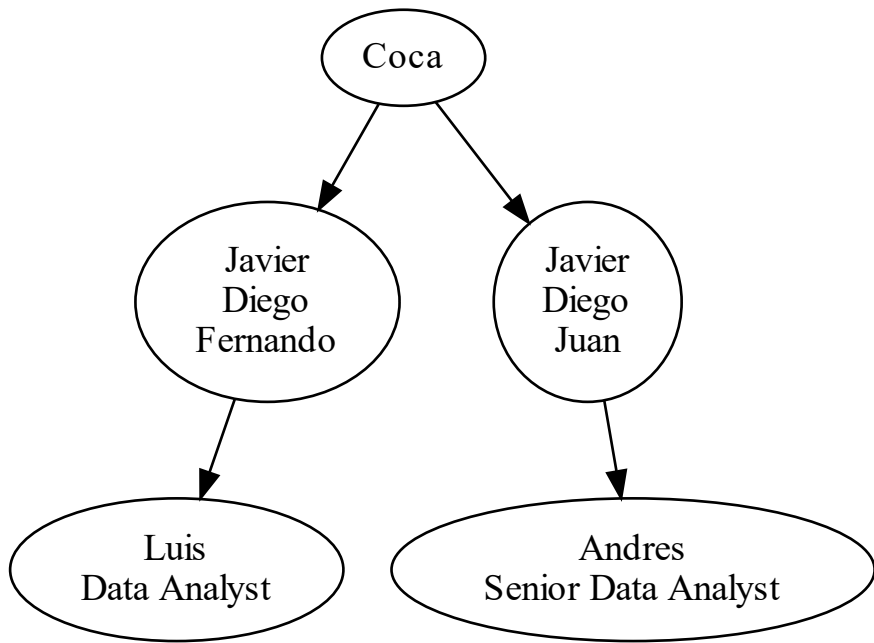 Coca
Javier
Diego
Fernando
Javier
Diego
Juan
Luis
Data Analyst
Andres
Senior Data Analyst